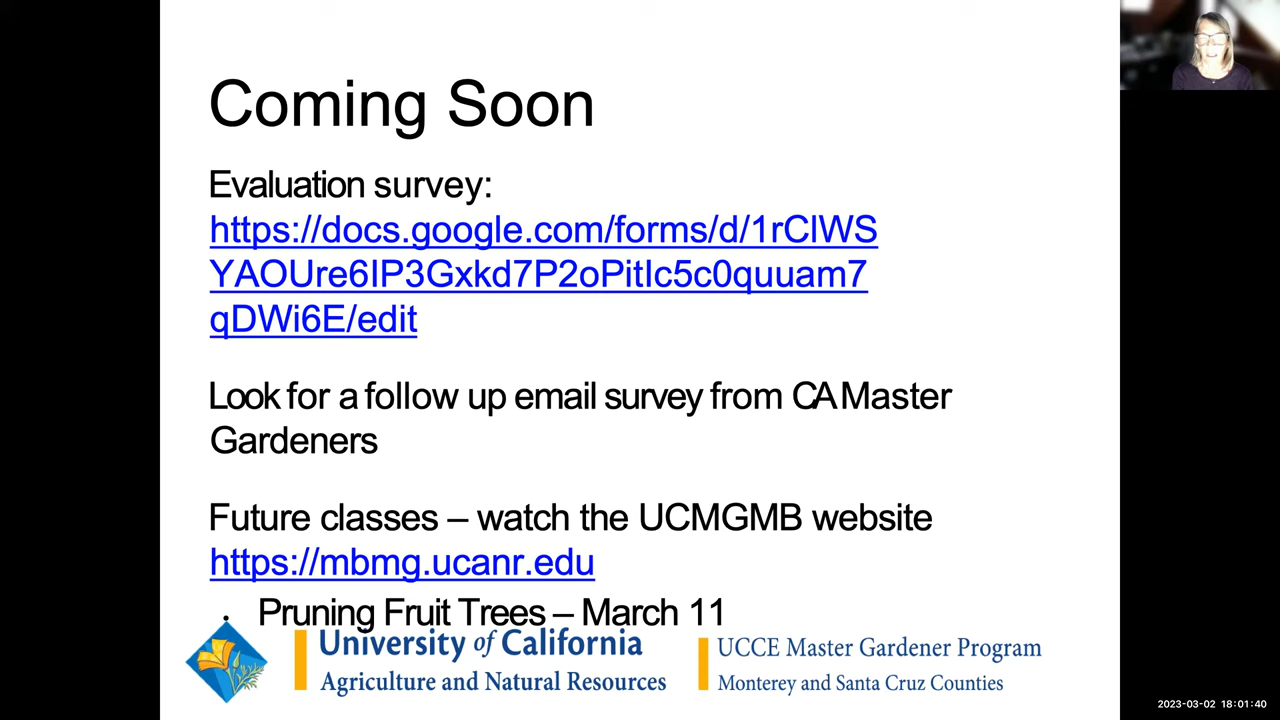 Coming Soon
Evaluation survey:
https://docs.google.com/forms/d/1rClWS
YAOUre6IP3Gxkd7P2oPitIc5c0quuam7
qDWi6E/edit
Look for a follow up email survey from CA Master
Gardeners
Future classes – watch the UCMGMB website
https://mbmg.ucanr.edu
• Pruning Fruit Trees – March 11
University of California
Agriculture and Natural Resources
UCCE Master Gardener Program
Monterey and Santa Cruz Counties
2023-03-02 18:01:40